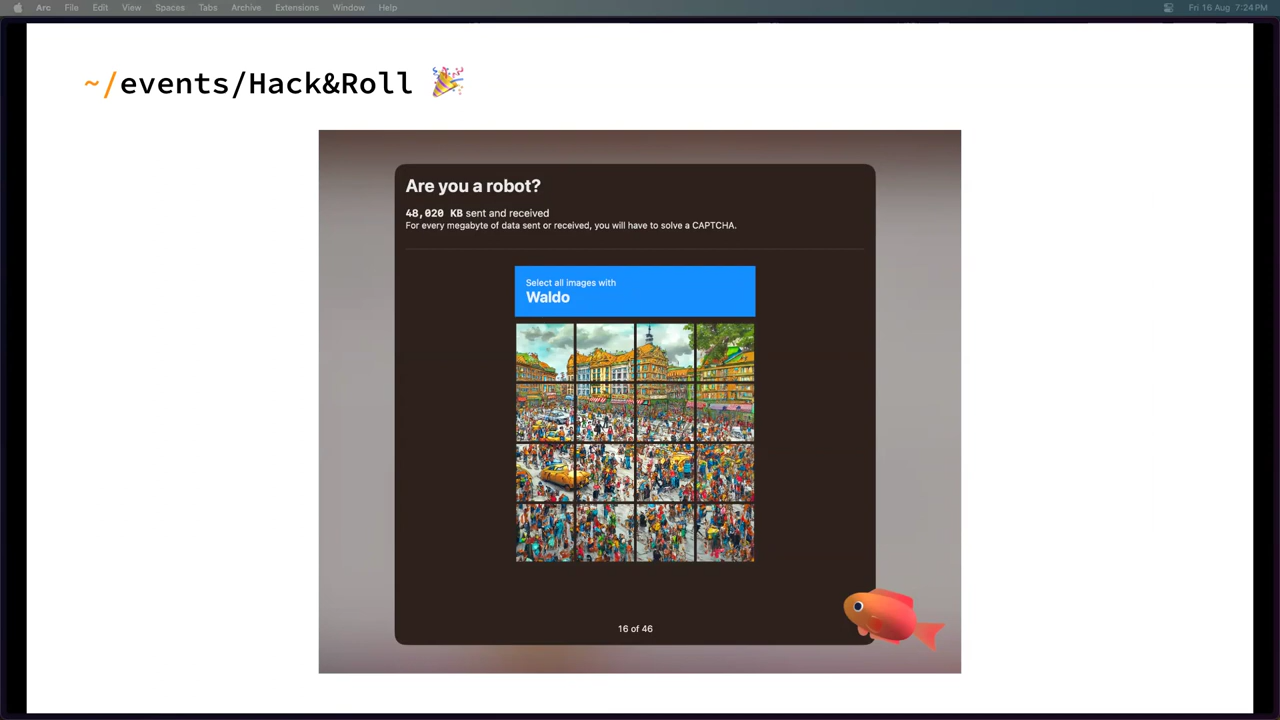 Arc File Edit View Spaces Tabs Archive Extensions Window Help Fri 16 Aug 7:24 PM
~/events/Hack&Roll 🎉
Are you a robot?
48,020 KB sent and received
For every megabyte of data sent or received, you will have to solve a CAPTCHA.
Select all images with
Waldo
16 of 46